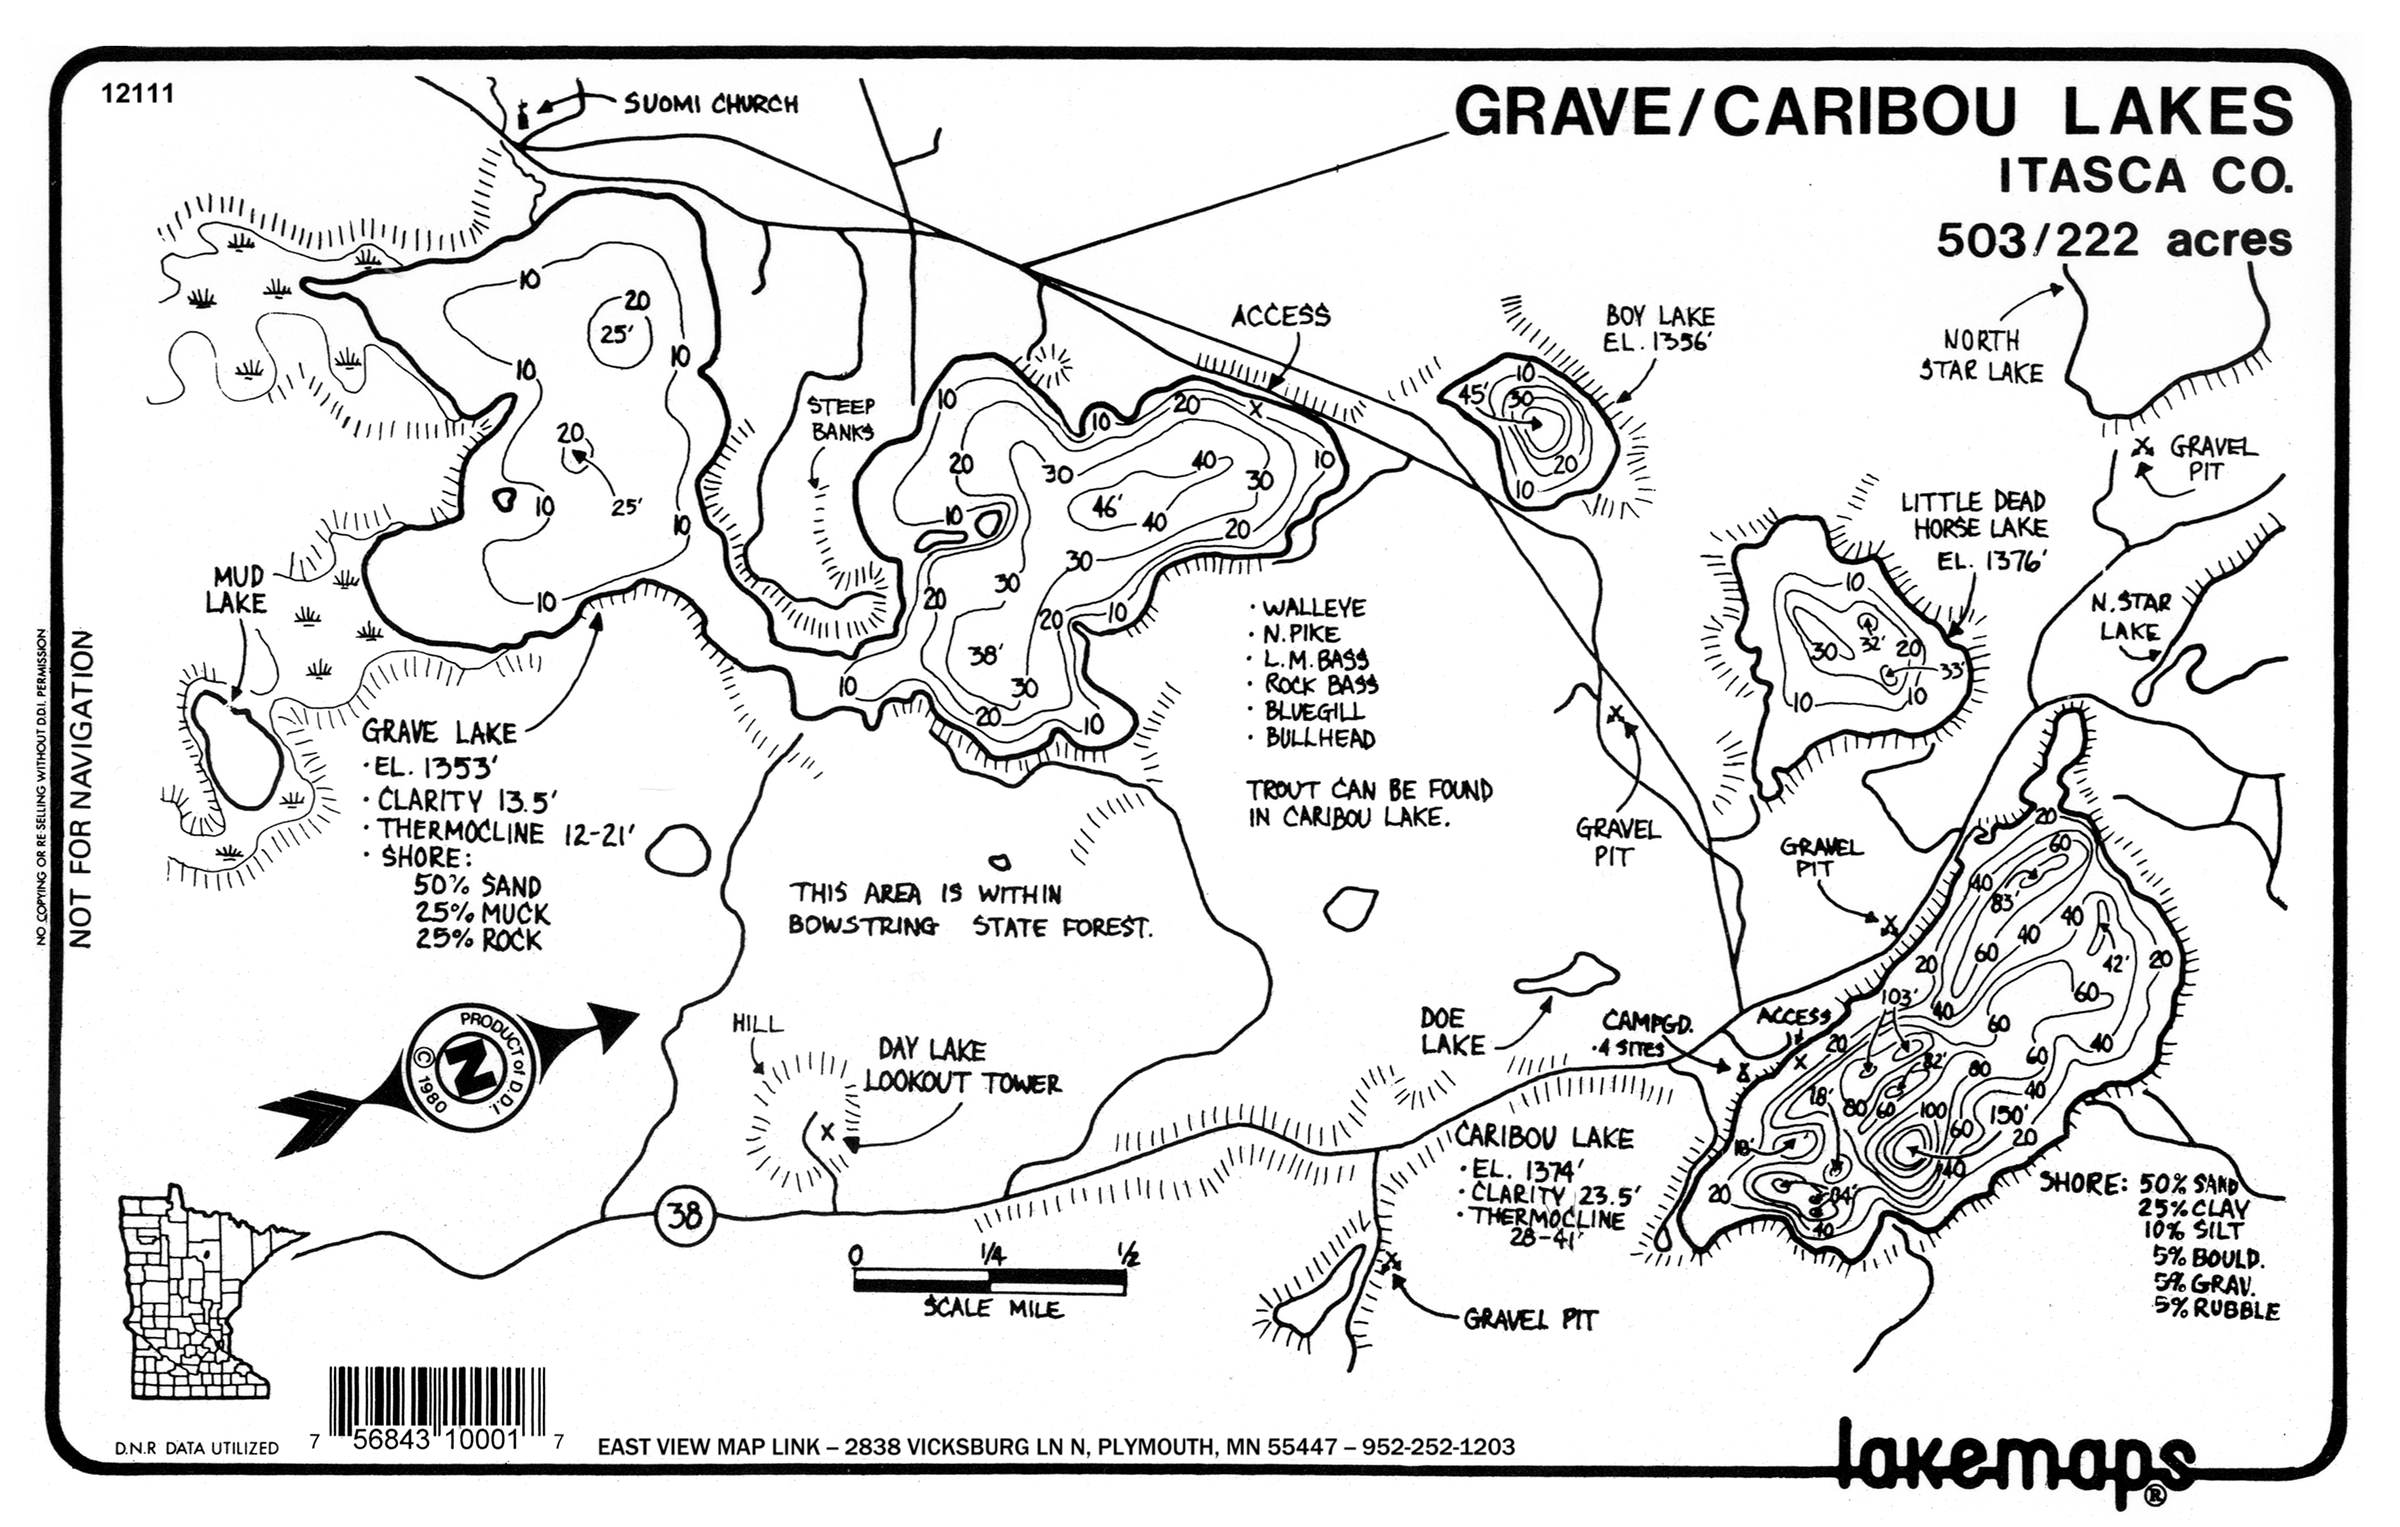 12111
GRAVE/CARIBOU LAKES
ITASCA CO.
503/222 acres
SUOMI CHURCH
ACCESS
BOY LAKE
EL. 1356'
NORTH
STAR LAKE
GRAVEL
PIT
LITTLE DEAD
HORSE LAKE
EL. 1376'
N. STAR
LAKE
STEEP
BANKS
10
20
25'
10
10
20
25'
10
10
10
10
10
20
10
20
30
40
30
10
46'
40
20
10
30
30
20
20
10
38'
30
10
20
10
45'
10
30
20
10
10
30
32'
20
33'
10
10
MUD
LAKE
GRAVE LAKE
· EL. 1353'
· CLARITY 13.5'
· THERMOCLINE 12-21'
· SHORE:
50% SAND
25% MUCK
25% ROCK
· WALLEYE
· N. PIKE
· L.M. BASS
· ROCK BASS
· BLUEGILL
· BULLHEAD
TROUT CAN BE FOUND
IN CARIBOU LAKE.
GRAVEL
PIT
GRAVEL
PIT
THIS AREA IS WITHIN
BOWSTRING STATE FOREST.
HILL
DAY LAKE
LOOKOUT TOWER
DOE
LAKE
CAMPGD.
· 4 SITES
ACCESS
20
60
40
83'
40
40
60
20
42'
20
103'
40
60
60
20
82'
80
60
40
18'
80
60
100
40
150'
60
20
18'
40
20
40
CARIBOU LAKE
· EL. 1374'
· CLARITY 23.5'
· THERMOCLINE
28-41'
SHORE: 50% SAND
25% CLAY
10% SILT
5% BOULD.
5% GRAV.
5% RUBBLE
GRAVEL PIT
38
0 1/4 1/2
SCALE MILE
PRODUCT of D.D.I.
© 1980
N
NOT FOR NAVIGATION
NO COPYING OR RE SELLING WITHOUT D.D.I. PERMISSION
D.N.R DATA UTILIZED
7 56843 10001 7
EAST VIEW MAP LINK – 2838 VICKSBURG LN N, PLYMOUTH, MN 55447 – 952-252-1203
lakemaps®